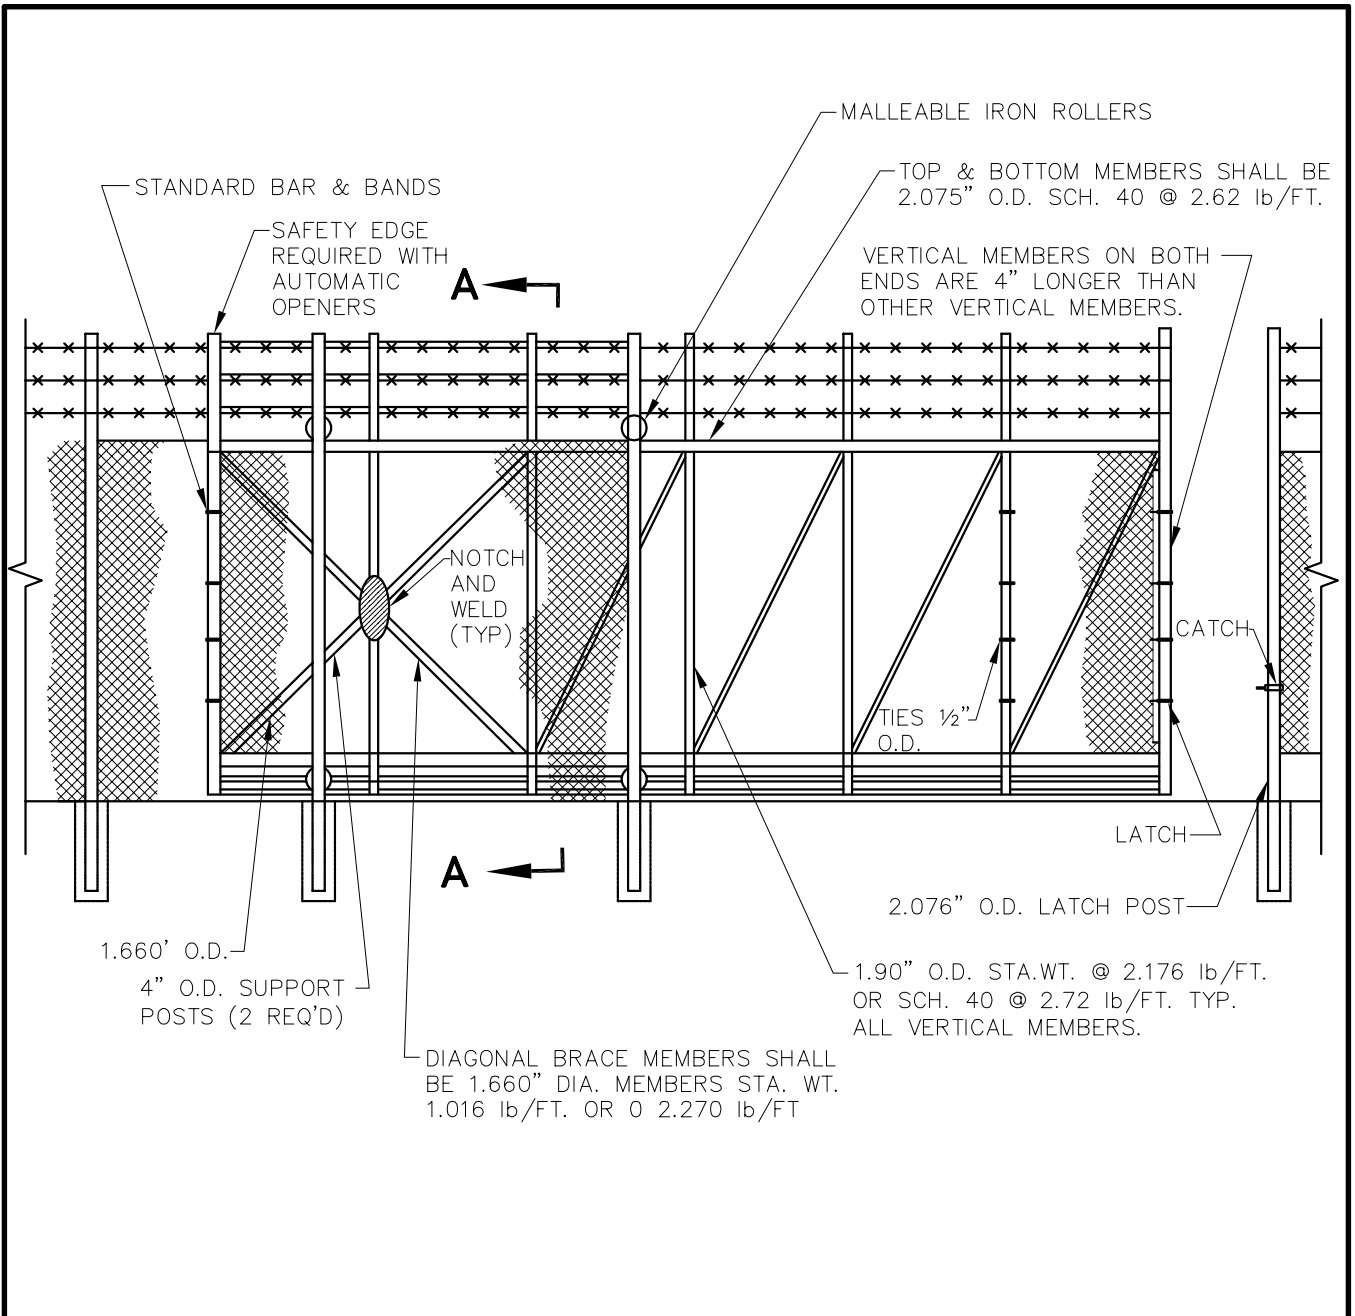 MALLEABLE IRON ROLLERS
TOP & BOTTOM MEMBERS SHALL BE
2.075" O.D. SCH. 40 @ 2.62 lb/FT.
STANDARD BAR & BANDS
SAFETY EDGE
REQUIRED WITH
AUTOMATIC
OPENERS
VERTICAL MEMBERS ON BOTH
ENDS ARE 4" LONGER THAN
OTHER VERTICAL MEMBERS.
A
NOTCH
AND
WELD
(TYP)
CATCH
TIES ½"
O.D.
LATCH
A
2.076" O.D. LATCH POST
1.660' O.D.
4" O.D. SUPPORT
POSTS (2 REQ'D)
1.90" O.D. STA.WT. @ 2.176 lb/FT.
OR SCH. 40 @ 2.72 lb/FT. TYP.
ALL VERTICAL MEMBERS.
DIAGONAL BRACE MEMBERS SHALL
BE 1.660" DIA. MEMBERS STA. WT.
1.016 lb/FT. OR 0 2.270 lb/FT